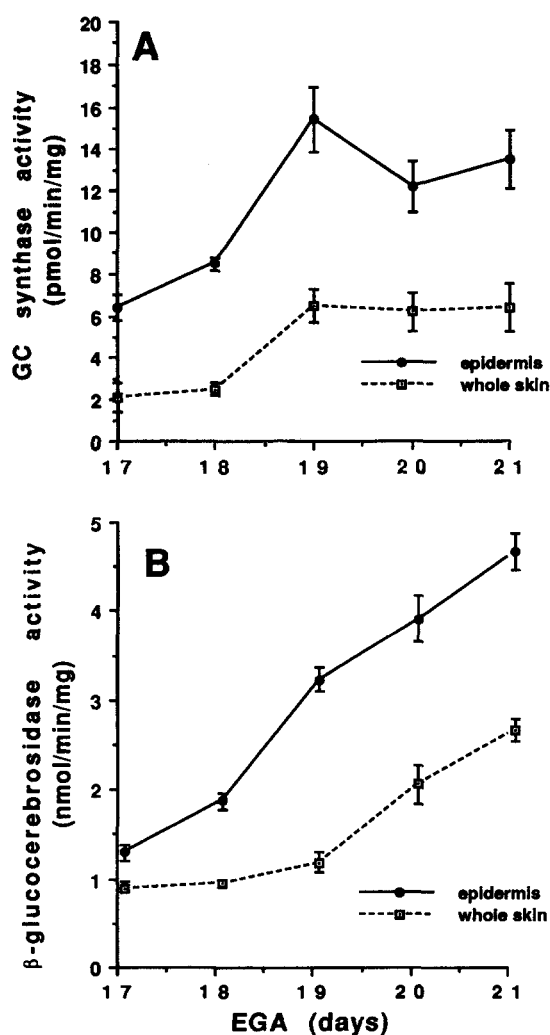 A
GC synthase activity
(pmol/min/mg)
20
18
16
14
12
10
8
6
4
2
0
epidermis
whole skin
17 18 19 20 21
B
β-glucocerebrosidase activity
(nmol/min/mg)
5
4
3
2
1
0
epidermis
whole skin
17 18 19 20 21
EGA (days)